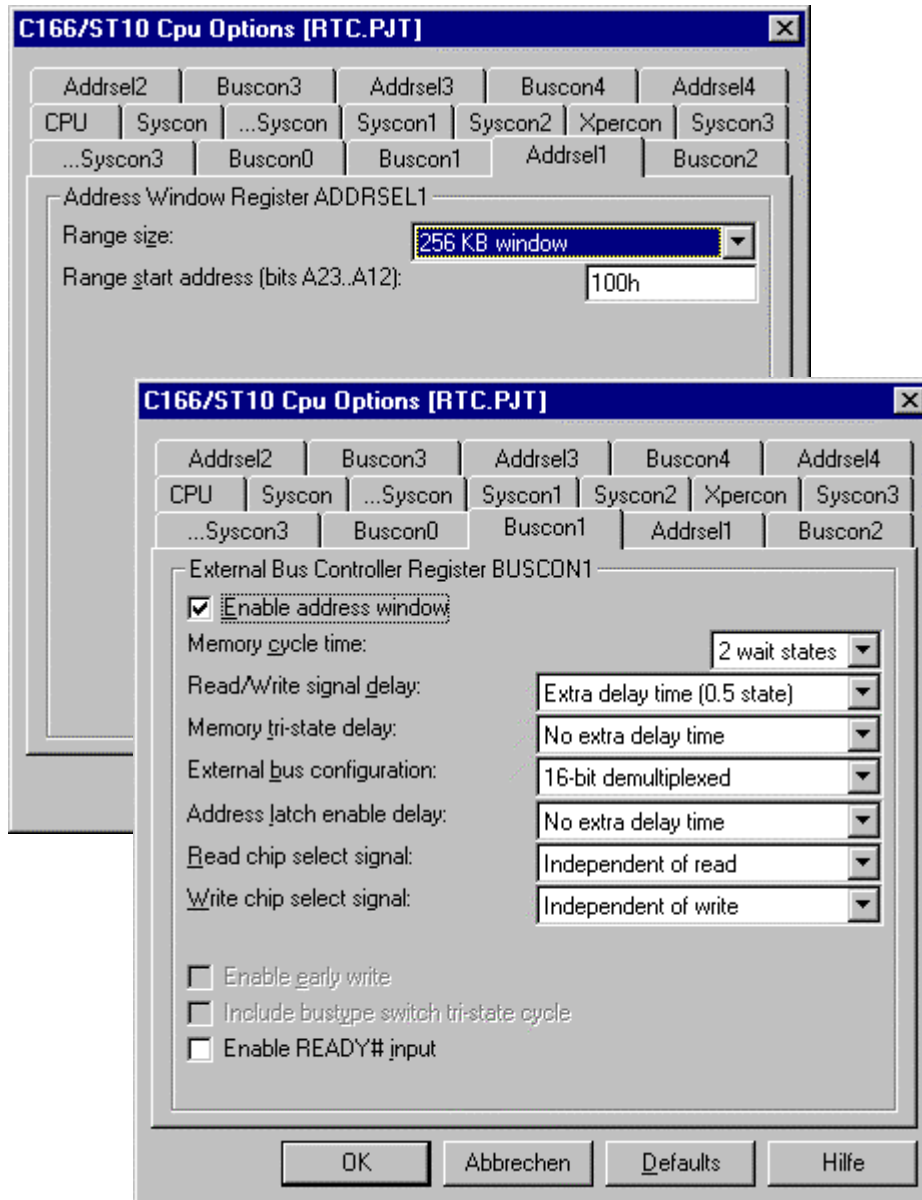 C166/ST10 Cpu Options [RTC.PJT]
Addrsel2 Buscon3 Addrsel3 Buscon4 Addrsel4
CPU Syscon ...Syscon Syscon1 Syscon2 Xpercon Syscon3
...Syscon3 Buscon0 Buscon1 Addrsel1 Buscon2
Address Window Register ADDRSEL1
Range size: 256 KB window
Range start address (bits A23..A12): 100h
C166/ST10 Cpu Options [RTC.PJT]
Addrsel2 Buscon3 Addrsel3 Buscon4 Addrsel4
CPU Syscon ...Syscon Syscon1 Syscon2 Xpercon Syscon3
...Syscon3 Buscon0 Buscon1 Addrsel1 Buscon2
External Bus Controller Register BUSCON1
Enable address window
Memory cycle time: 2 wait states
Read/Write signal delay: Extra delay time (0.5 state)
Memory tri-state delay: No extra delay time
External bus configuration: 16-bit demultiplexed
Address latch enable delay: No extra delay time
Read chip select signal: Independent of read
Write chip select signal: Independent of write
Enable early write
Include bustype switch tri-state cycle
Enable READY# input
OK Abbrechen Defaults Hilfe